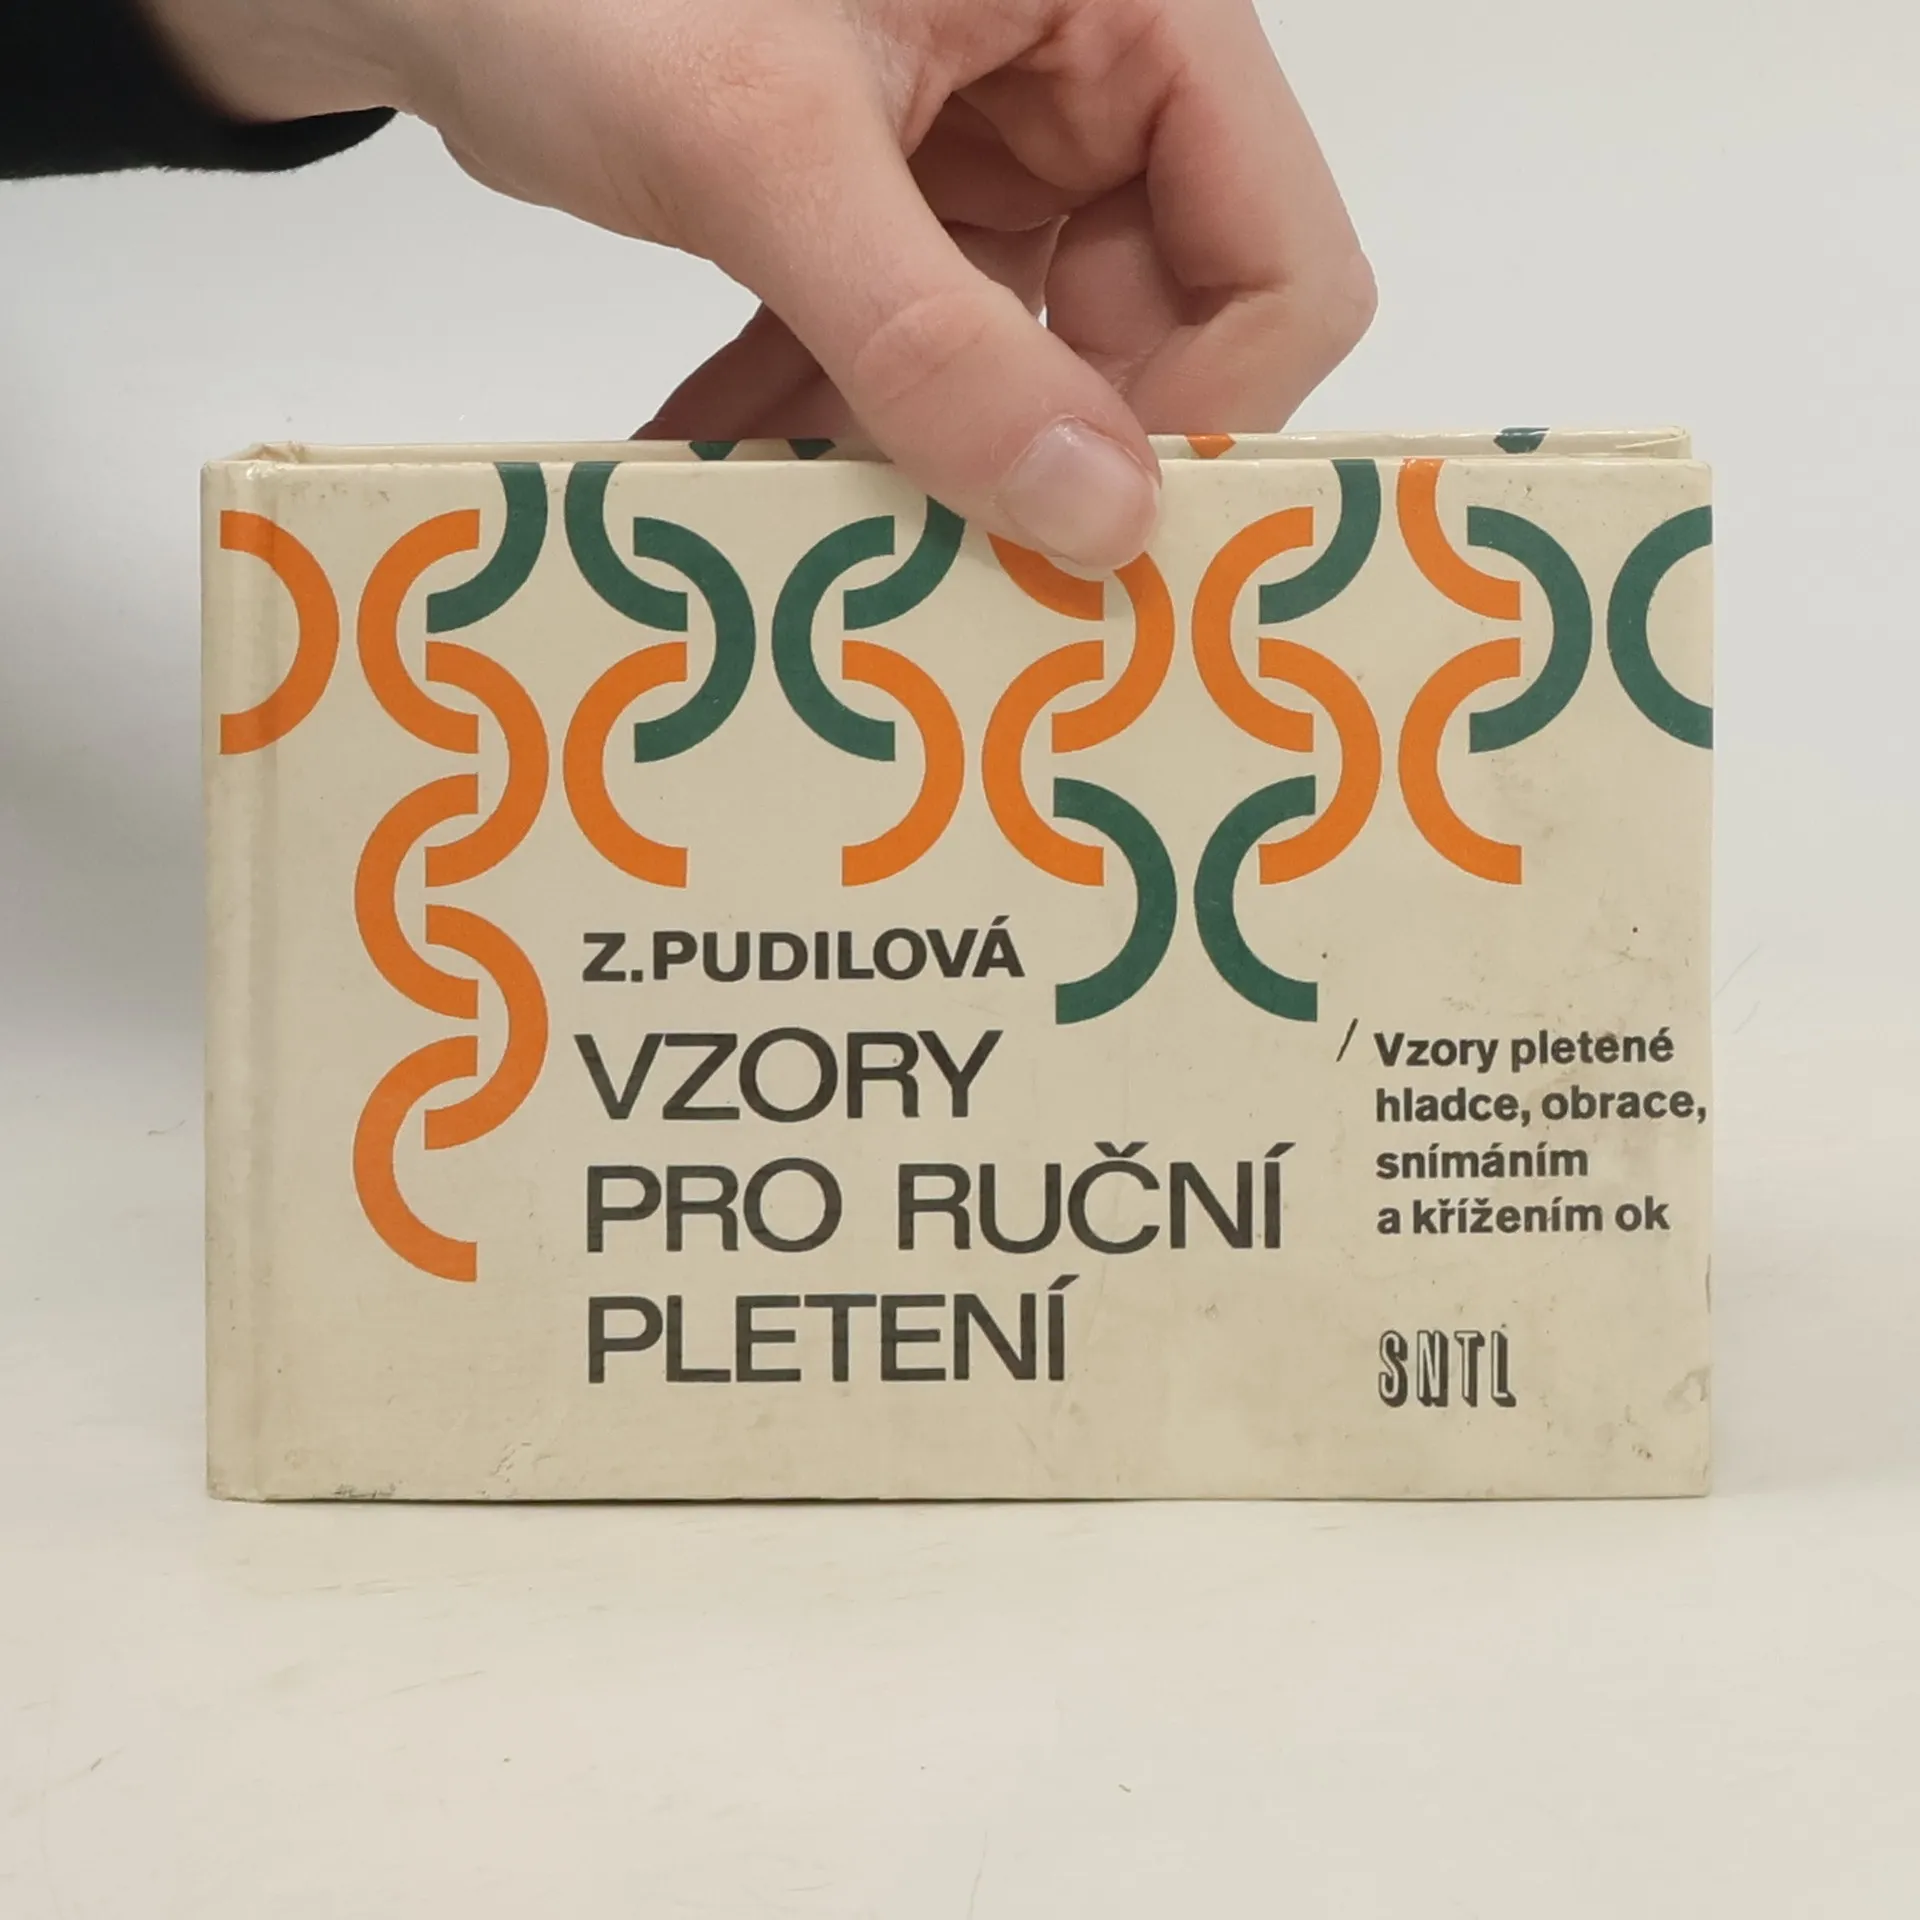 Z.PUDILOVÁ
VZORY
PRO RUČNÍ
PLETENÍ
/ Vzory pletené
hladce, obrace,
snímáním
a křížením ok
SNTL